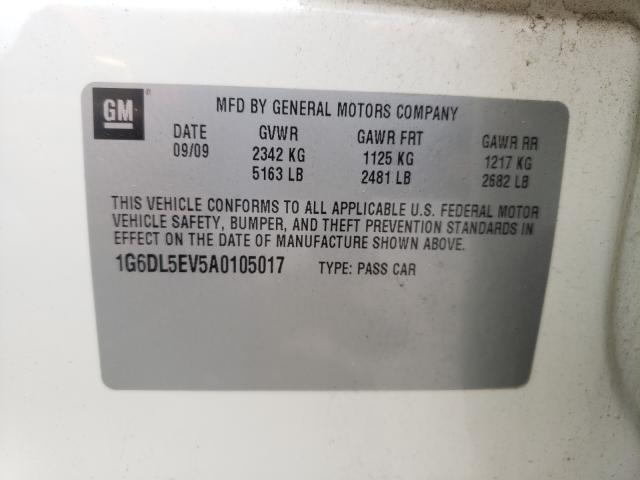 GM
MFD BY GENERAL MOTORS COMPANY
DATE GVWR GAWR FRT GAWR RR
09/09 2342 KG 1125 KG 1217 KG
5163 LB 2481 LB 2682 LB
THIS VEHICLE CONFORMS TO ALL APPLICABLE U.S. FEDERAL MOTOR
VEHICLE SAFETY, BUMPER, AND THEFT PREVENTION STANDARDS IN
EFFECT ON THE DATE OF MANUFACTURE SHOWN ABOVE.
1G6DL5EV5A0105017 TYPE: PASS CAR